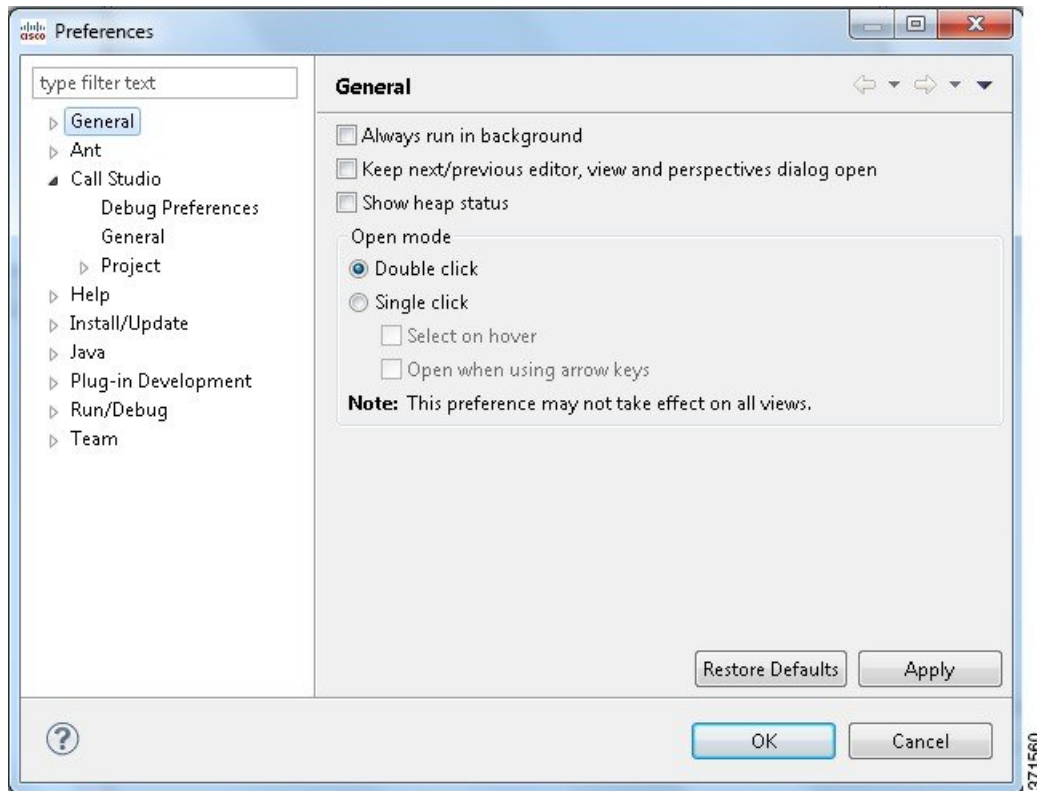 cisco Preferences
type filter text
General
Ant
Call Studio
Debug Preferences
General
Project
Help
Install/Update
Java
Plug-in Development
Run/Debug
Team
General
Always run in background
Keep next/previous editor, view and perspectives dialog open
Show heap status
Open mode
Double click
Single click
Select on hover
Open when using arrow keys
Note: This preference may not take effect on all views.
Restore Defaults
Apply
?
OK
Cancel
371560